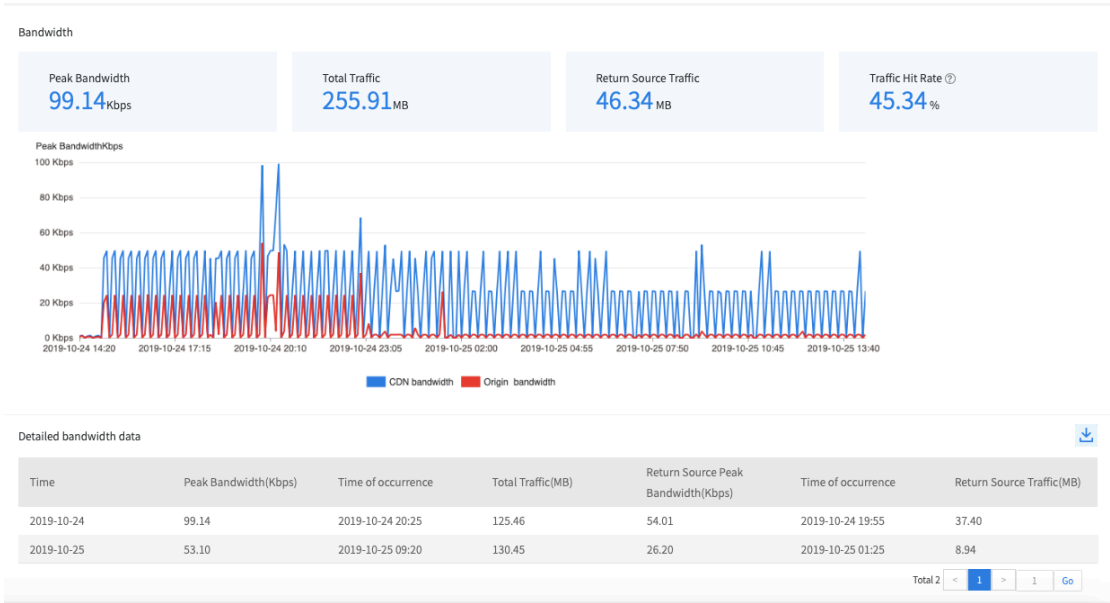 Bandwidth
Peak Bandwidth
99.14Kbps
Total Traffic
255.91MB
Return Source Traffic
46.34 MB
Traffic Hit Rate ?
45.34 %
Peak BandwidthKbps
100 Kbps
80 Kbps
60 Kbps
40 Kbps
20 Kbps
0 Kbps
2019-10-24 14:20 2019-10-24 17:15 2019-10-24 20:10 2019-10-24 23:05 2019-10-25 02:00 2019-10-25 04:55 2019-10-25 07:50 2019-10-25 10:45 2019-10-25 13:40
CDN bandwidth Origin bandwidth
Detailed bandwidth data
Time Peak Bandwidth(Kbps) Time of occurrence Total Traffic(MB) Return Source Peak Bandwidth(Kbps) Time of occurrence Return Source Traffic(MB)
2019-10-24 99.14 2019-10-24 20:25 125.46 54.01 2019-10-24 19:55 37.40
2019-10-25 53.10 2019-10-25 09:20 130.45 26.20 2019-10-25 01:25 8.94
Total 2 < 1 > 1 Go